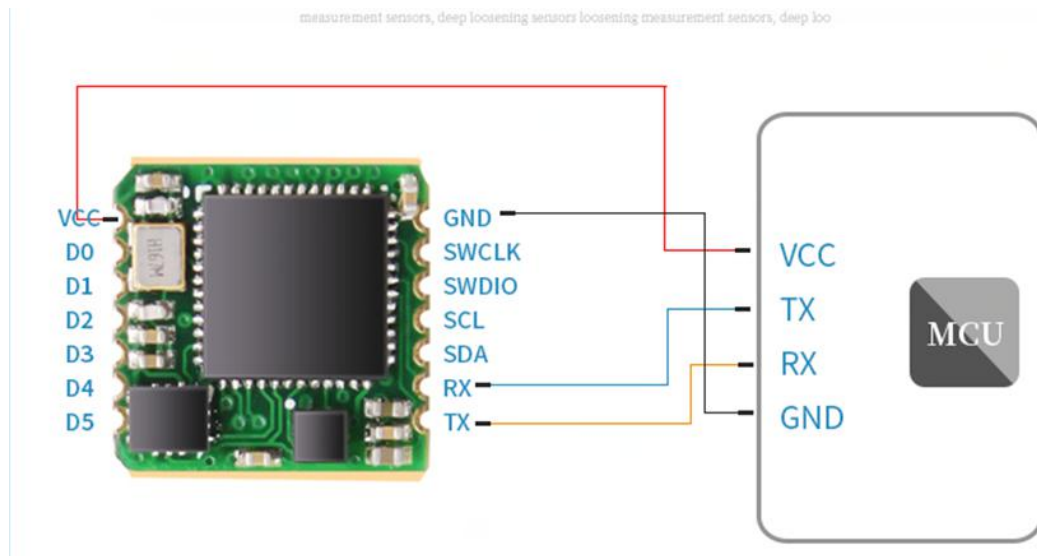 measurement sensors, deep loosening sensors loosening measurement sensors, deep loo
VCC
D0
D1
D2
D3
D4
D5
GND
SWCLK
SWDIO
SCL
SDA
RX
TX
VCC
TX
RX
GND
MCU